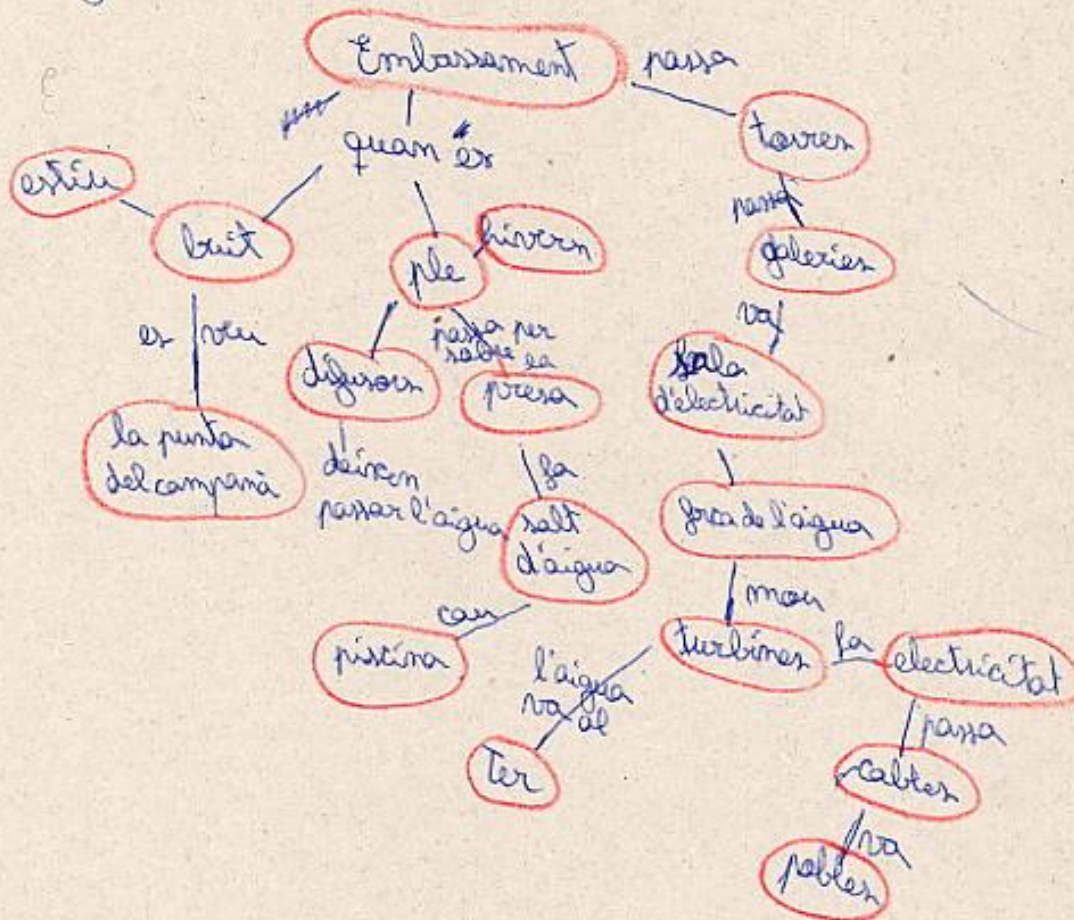 Embassament
passa
quan és
torres
estiu
buit
ple
hivern
passa
galeries
es veu
difusors
passa per
sobre la
presa
va
sala
d'electricitat
la punta
del campanà
deixen
passar l'aigua
fa
salt
d'aigua
força de l'aigua
cau
piscina
mou
turbines
fa
electricitat
l'aigua
va al
Ter
passa
cables
va
pobles